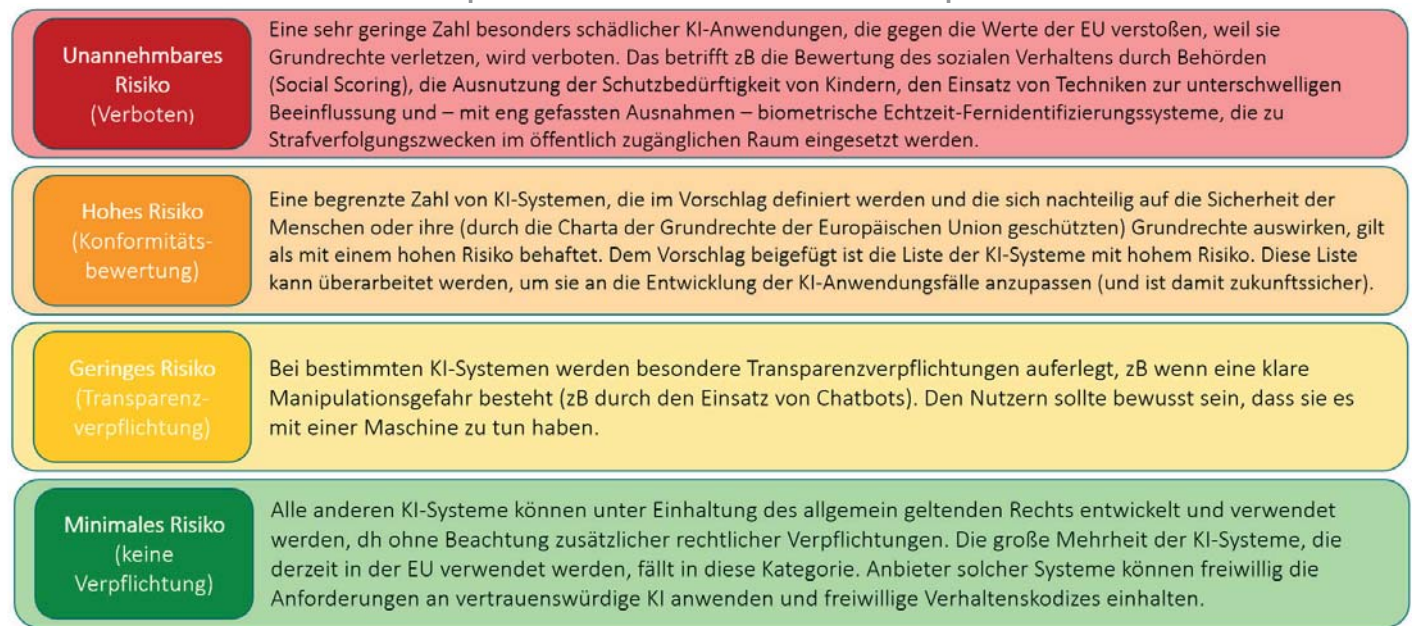 Unannehmbares
Risiko
(Verboten)
Eine sehr geringe Zahl besonders schädlicher KI-Anwendungen, die gegen die Werte der EU verstoßen, weil sie
Grundrechte verletzen, wird verboten. Das betrifft zB die Bewertung des sozialen Verhaltens durch Behörden
(Social Scoring), die Ausnutzung der Schutzbedürftigkeit von Kindern, den Einsatz von Techniken zur unterschwelligen
Beeinflussung und – mit eng gefassten Ausnahmen – biometrische Echtzeit-Fernidentifizierungssysteme, die zu
Strafverfolgungszwecken im öffentlich zugänglichen Raum eingesetzt werden.
Hohes Risiko
(Konformitäts-
bewertung)
Eine begrenzte Zahl von KI-Systemen, die im Vorschlag definiert werden und die sich nachteilig auf die Sicherheit der
Menschen oder ihre (durch die Charta der Grundrechte der Europäischen Union geschützten) Grundrechte auswirken, gilt
als mit einem hohen Risiko behaftet. Dem Vorschlag beigefügt ist die Liste der KI-Systeme mit hohem Risiko. Diese Liste
kann überarbeitet werden, um sie an die Entwicklung der KI-Anwendungsfälle anzupassen (und ist damit zukunftssicher).
Geringes Risiko
(Transparenz-
verpflichtung)
Bei bestimmten KI-Systemen werden besondere Transparenzverpflichtungen auferlegt, zB wenn eine klare
Manipulationsgefahr besteht (zB durch den Einsatz von Chatbots). Den Nutzern sollte bewusst sein, dass sie es
mit einer Maschine zu tun haben.
Minimales Risiko
(keine
Verpflichtung)
Alle anderen KI-Systeme können unter Einhaltung des allgemein geltenden Rechts entwickelt und verwendet
werden, dh ohne Beachtung zusätzlicher rechtlicher Verpflichtungen. Die große Mehrheit der KI-Systeme, die
derzeit in der EU verwendet werden, fällt in diese Kategorie. Anbieter solcher Systeme können freiwillig die
Anforderungen an vertrauenswürdige KI anwenden und freiwillige Verhaltenskodizes einhalten.